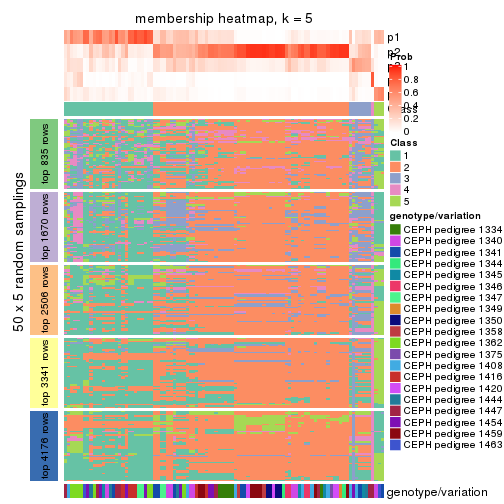 membership heatmap, k = 5
p1
p2
Prob
1
0.8
0.6
0.4
0.2
0
Class
1
2
3
4
5
genotype/variation
CEPH pedigree 1334
CEPH pedigree 1340
CEPH pedigree 1341
CEPH pedigree 1344
CEPH pedigree 1345
CEPH pedigree 1346
CEPH pedigree 1347
CEPH pedigree 1349
CEPH pedigree 1350
CEPH pedigree 1358
CEPH pedigree 1362
CEPH pedigree 1375
CEPH pedigree 1408
CEPH pedigree 1416
CEPH pedigree 1420
CEPH pedigree 1444
CEPH pedigree 1447
CEPH pedigree 1454
CEPH pedigree 1459
CEPH pedigree 1463
50 x 5 random samplings
top 835 rows
top 1670 rows
top 2506 rows
top 3341 rows
top 4176 rows
genotype/variation